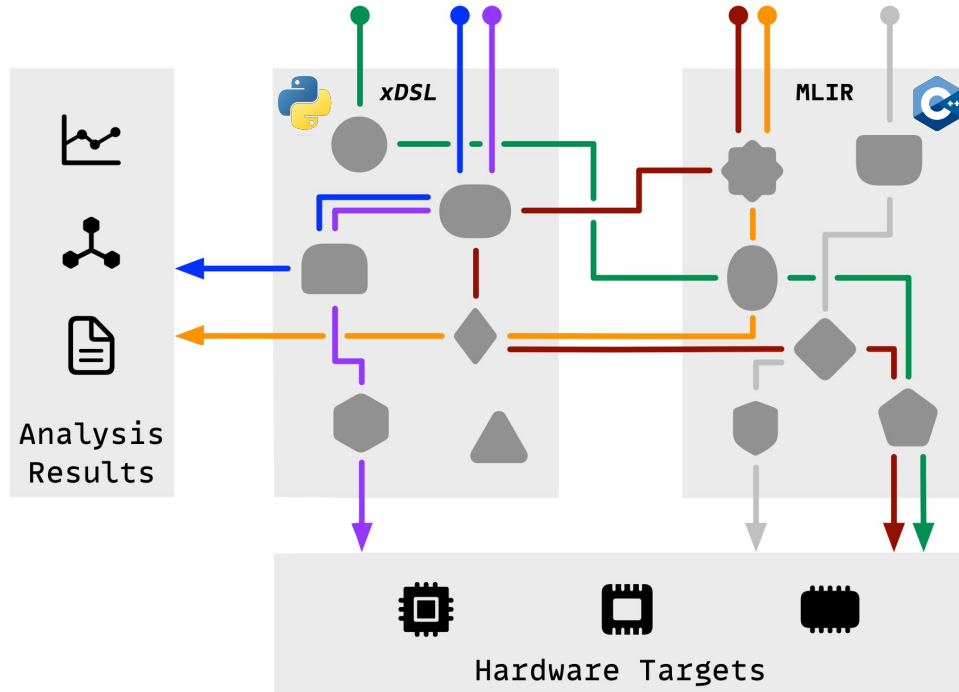 xDSL
MLIR
C++
Analysis
Results
Hardware Targets